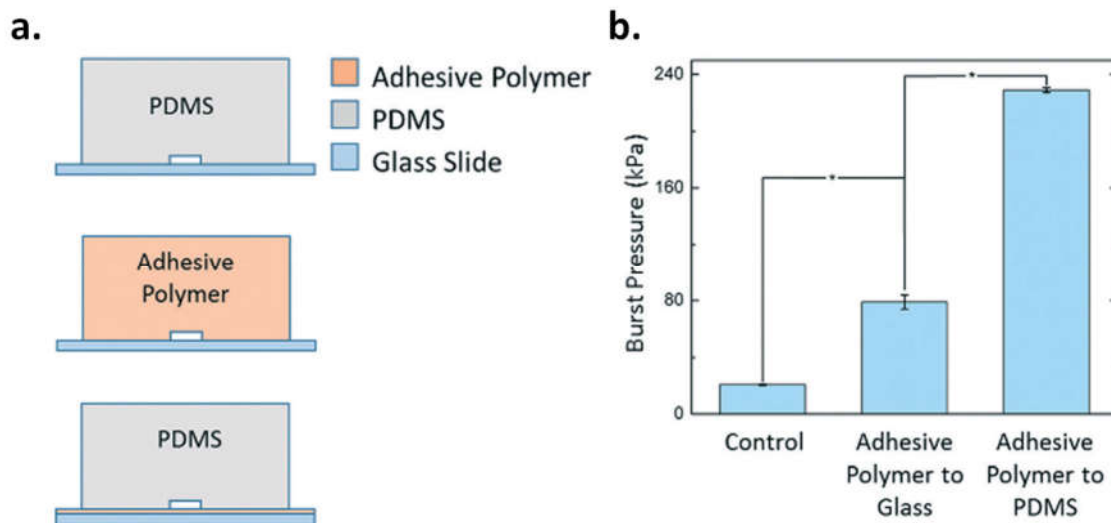 a.
PDMS
Adhesive
Polymer
PDMS
Adhesive Polymer
PDMS
Glass Slide
b.
Burst Pressure (kPa)
240
160
80
0
*
*
Control
Adhesive
Polymer to
Glass
Adhesive
Polymer to
PDMS